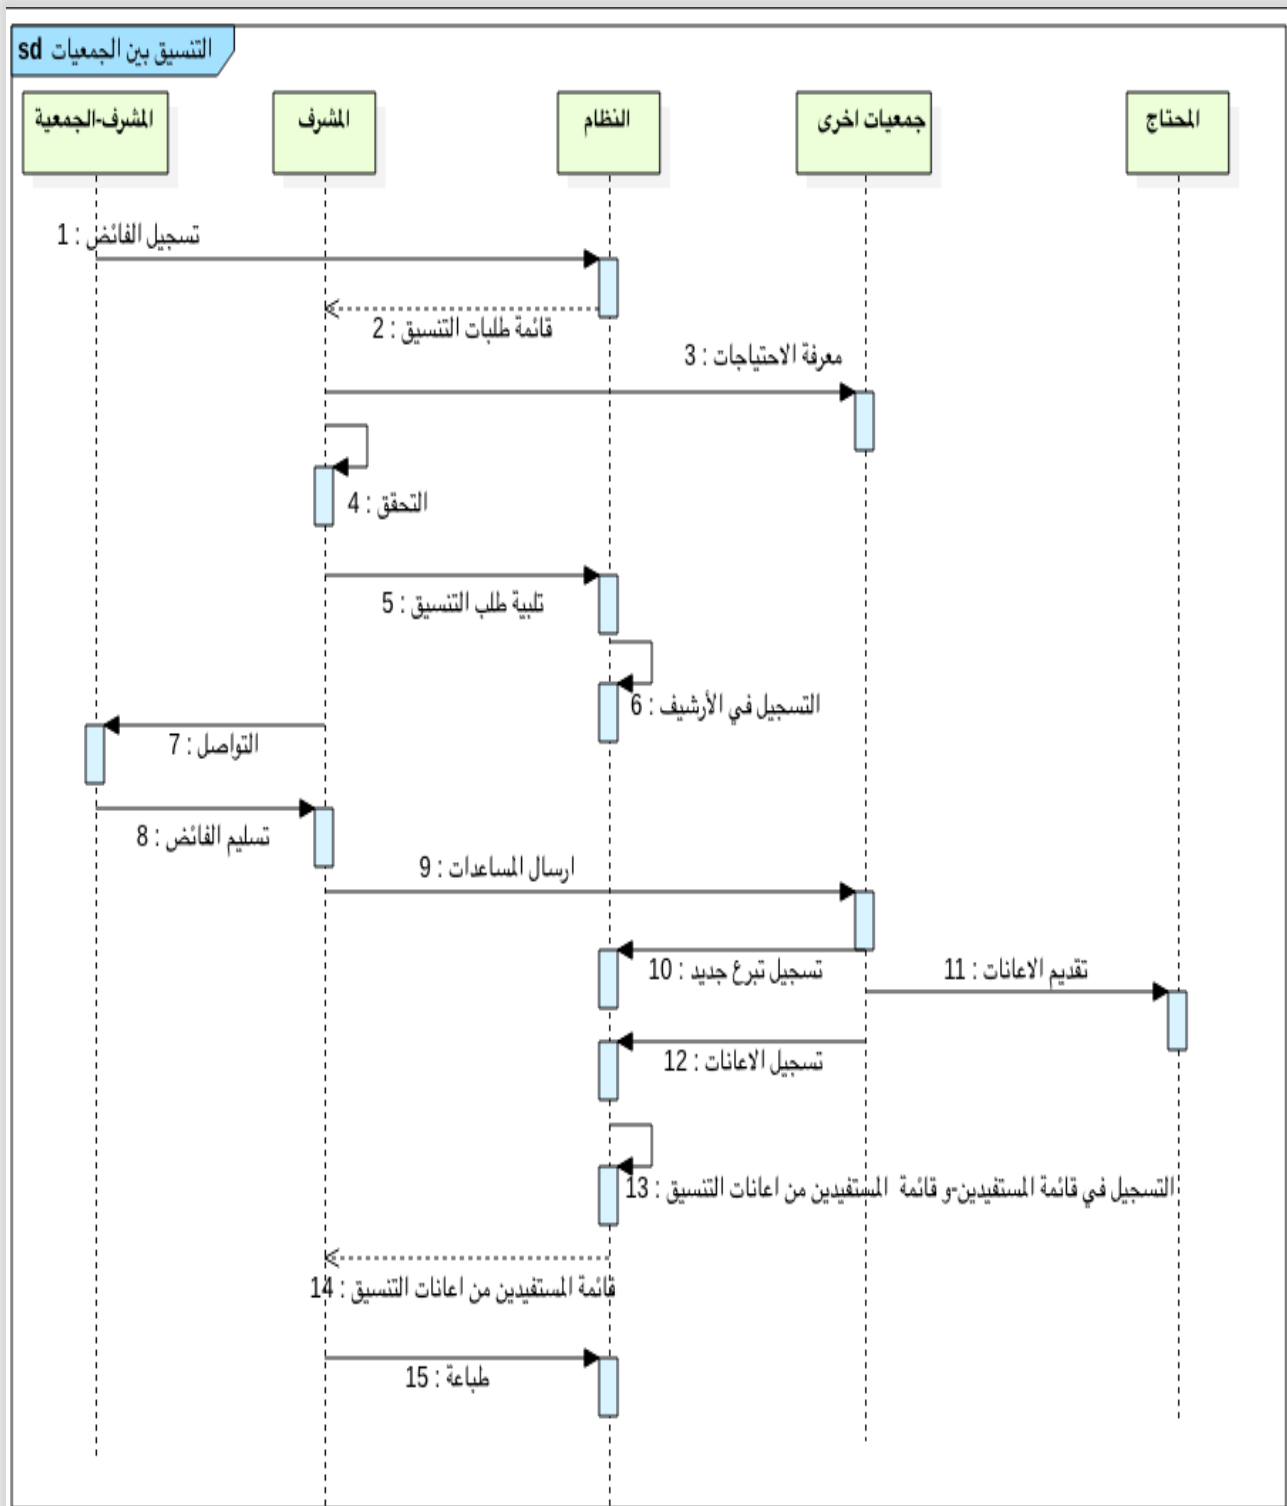 sd التنسيق بين الجمعيات
المشرف-الجمعية
المشرف
النظام
جمعيات اخرى
المحتاج
1 : تسجيل الفائض
2 : قائمة طلبات التنسيق
3 : معرفة الاحتياجات
4 : التحقق
5 : تلبية طلب التنسيق
6 : التسجيل في الأرشيف
7 : التواصل
8 : تسليم الفائض
9 : ارسال المساعدات
10 : تسجيل تبرع جديد
11 : تقديم الاعانات
12 : تسجيل الاعانات
13 : التسجيل في قائمة المستفيدين-و قائمة المستفيدين من اعانات التنسيق
14 : قائمة المستفيدين من اعانات التنسيق
15 : طباعة